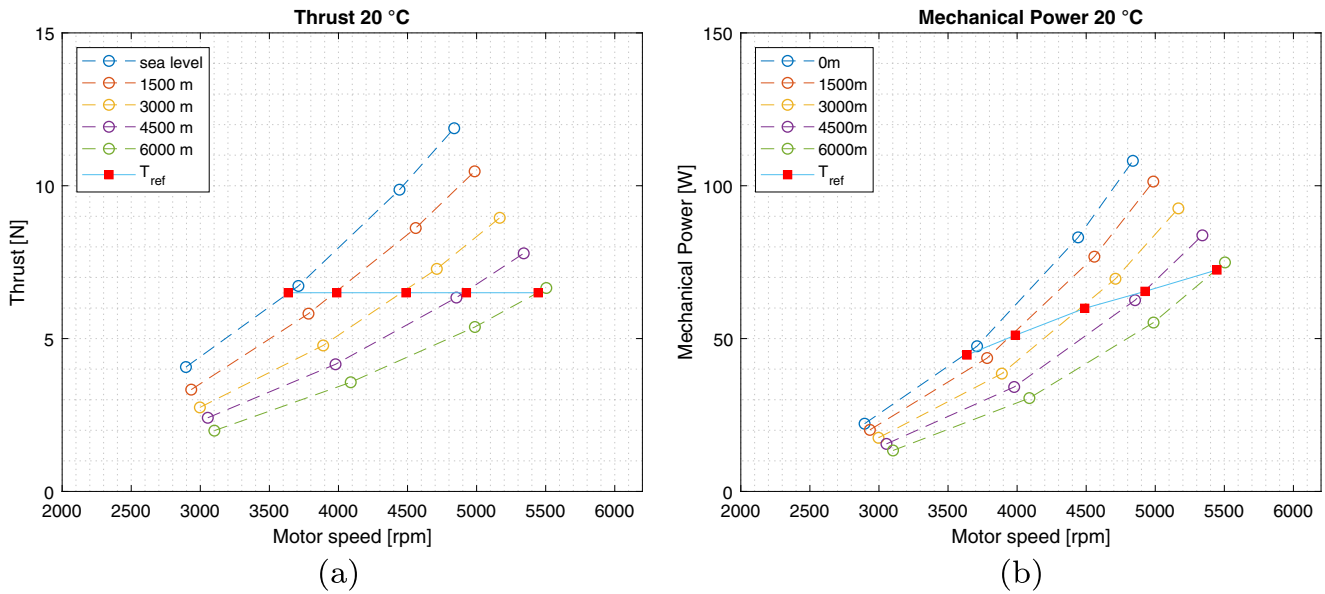 Thrust 20 °C
15
10
5
0
Thrust [N]
sea level
1500 m
3000 m
4500 m
6000 m
T_ref
2000 2500 3000 3500 4000 4500 5000 5500 6000
Motor speed [rpm]
(a)
Mechanical Power 20 °C
150
100
50
0
Mechanical Power [W]
0m
1500m
3000m
4500m
6000m
T_ref
2000 2500 3000 3500 4000 4500 5000 5500 6000
Motor speed [rpm]
(b)